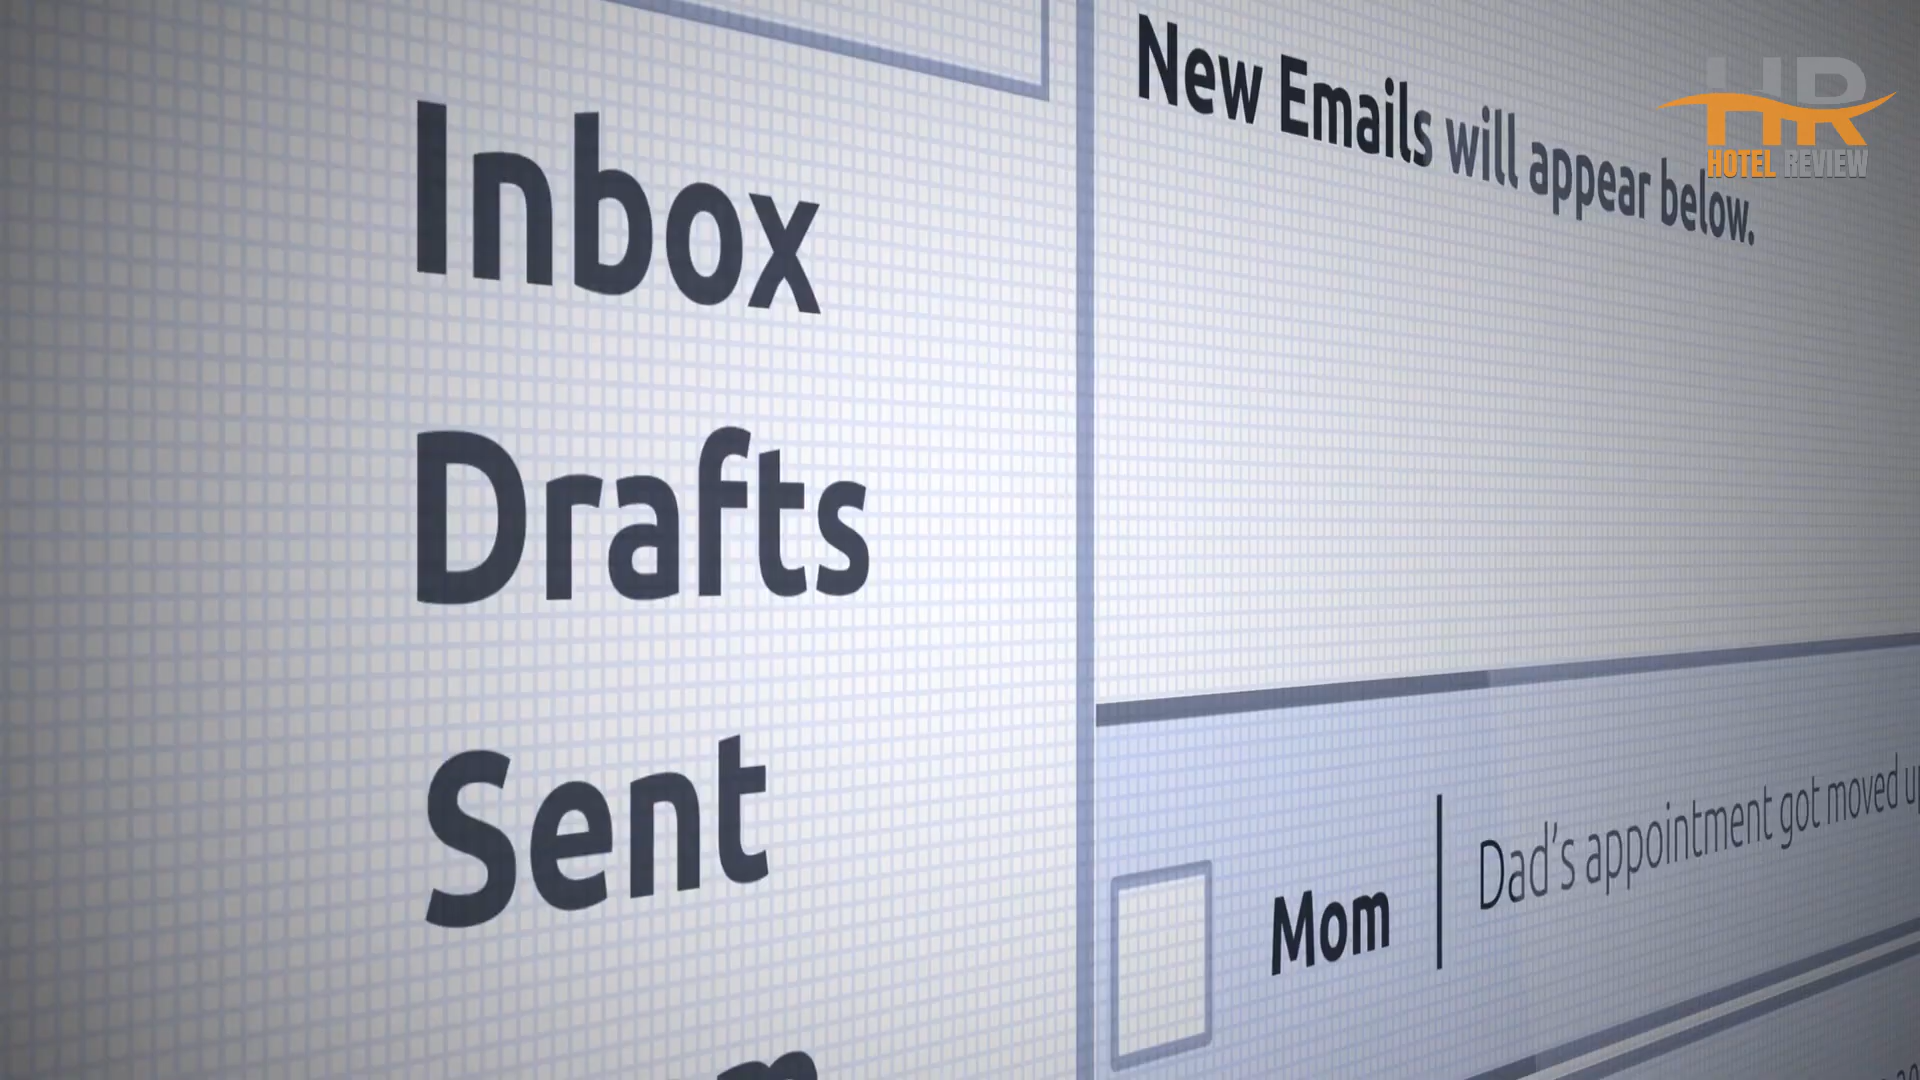 Inbox
Drafts
Sent
New Emails will appear below.
HR
HOTEL REVIEW
Mom
Dad's appointment got moved